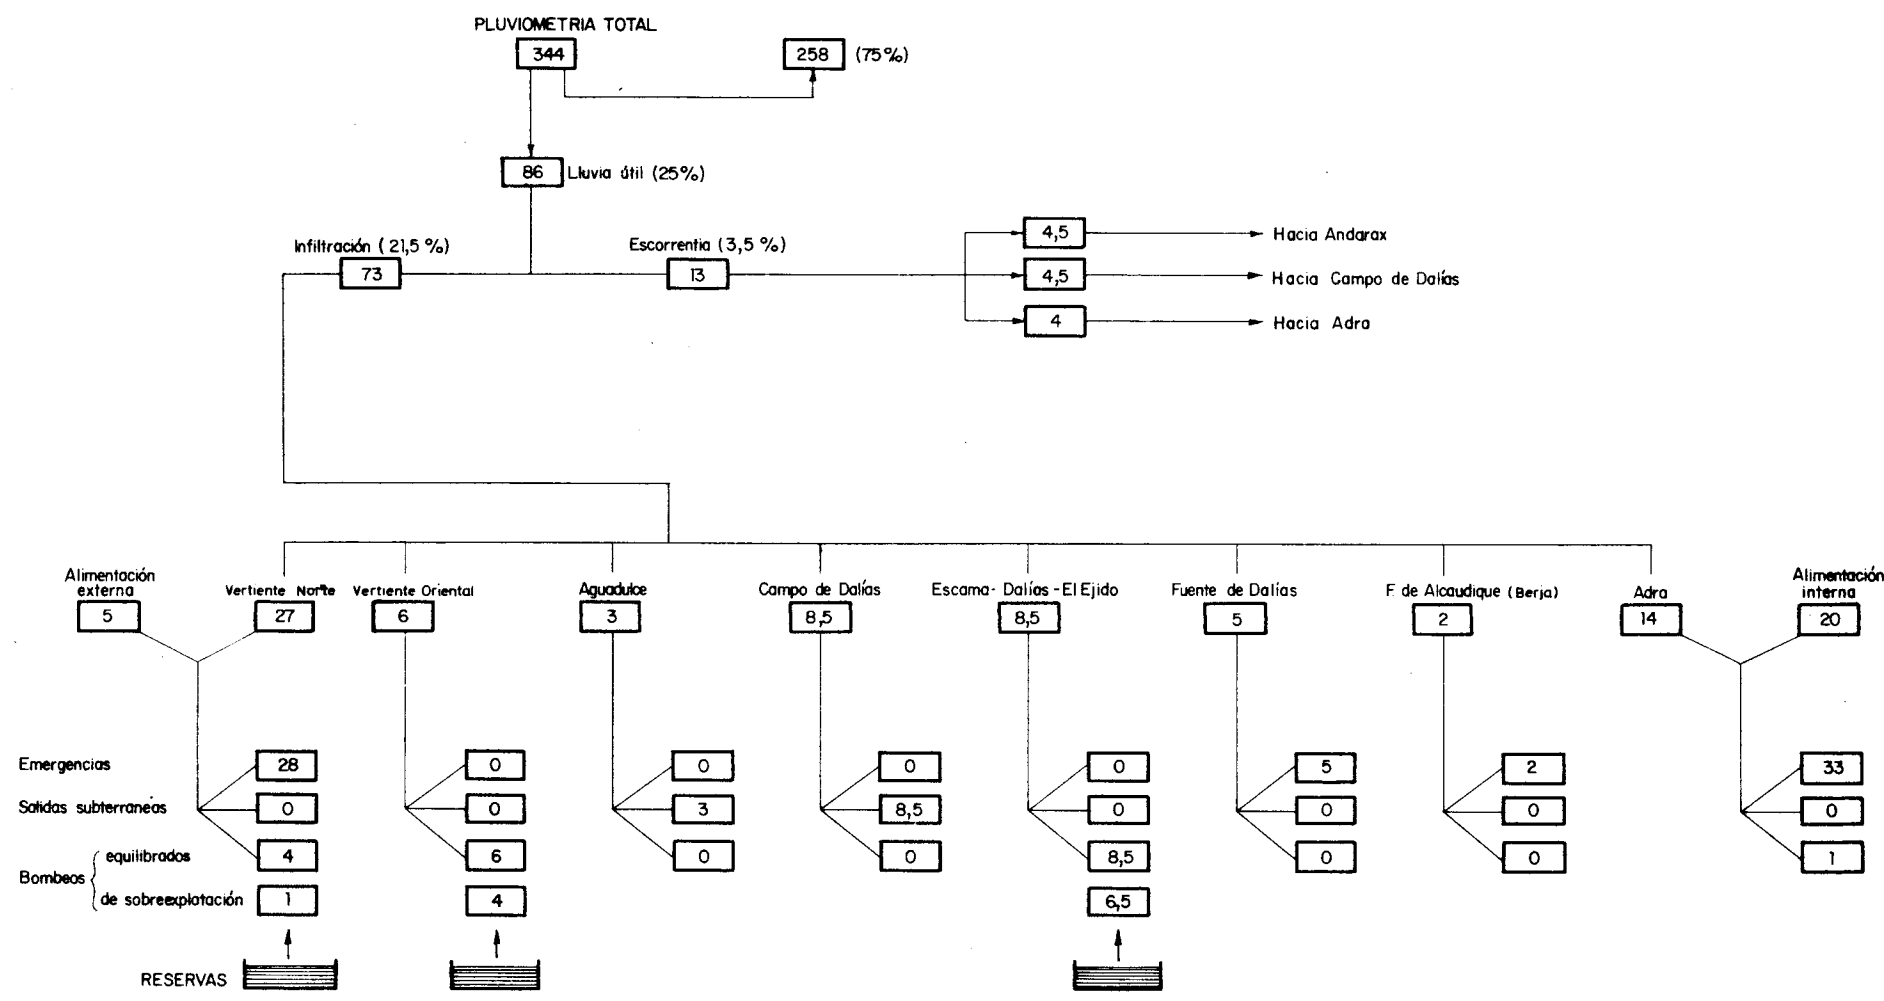 PLUVIOMETRIA TOTAL
344
258 (75%)
86 Lluvia útil (25%)
Infiltración (21,5 %)
73
Escorrentia (3,5 %)
13
4,5 Hacia Andarax
4,5 Hacia Campo de Dalías
4 Hacia Adra
Alimentación
externa
5
Vertiente Norte
27
Vertiente Oriental
6
Aguadulce
3
Campo de Dalías
8,5
Escama-Dalías-El Ejido
8,5
Fuente de Dalías
5
F. de Alcaudique (Berja)
2
Adra
14
Alimentación
interna
20
Emergencias 28 0 0 0 0 5 2 33
Salidas subterraneas 0 0 3 8,5 0 0 0 0
Bombeos
equilibrados 4 6 0 0 8,5 0 0 1
de sobreexplotación 1 4 6,5
RESERVAS